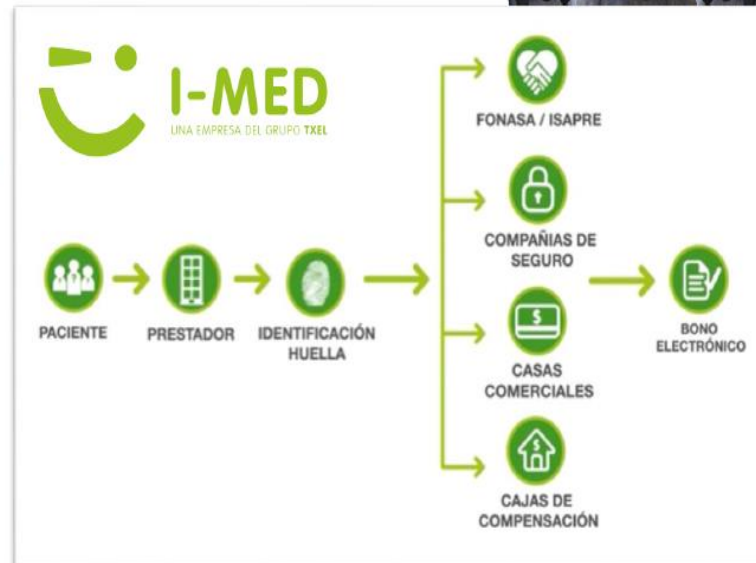 I-MED
UNA EMPRESA DEL GRUPO TXEL
PACIENTE
PRESTADOR
IDENTIFICACIÓN
HUELLA
FONASA / ISAPRE
COMPAÑIAS DE
SEGURO
CASAS
COMERCIALES
CAJAS DE
COMPENSACIÓN
BONO
ELECTRÓNICO